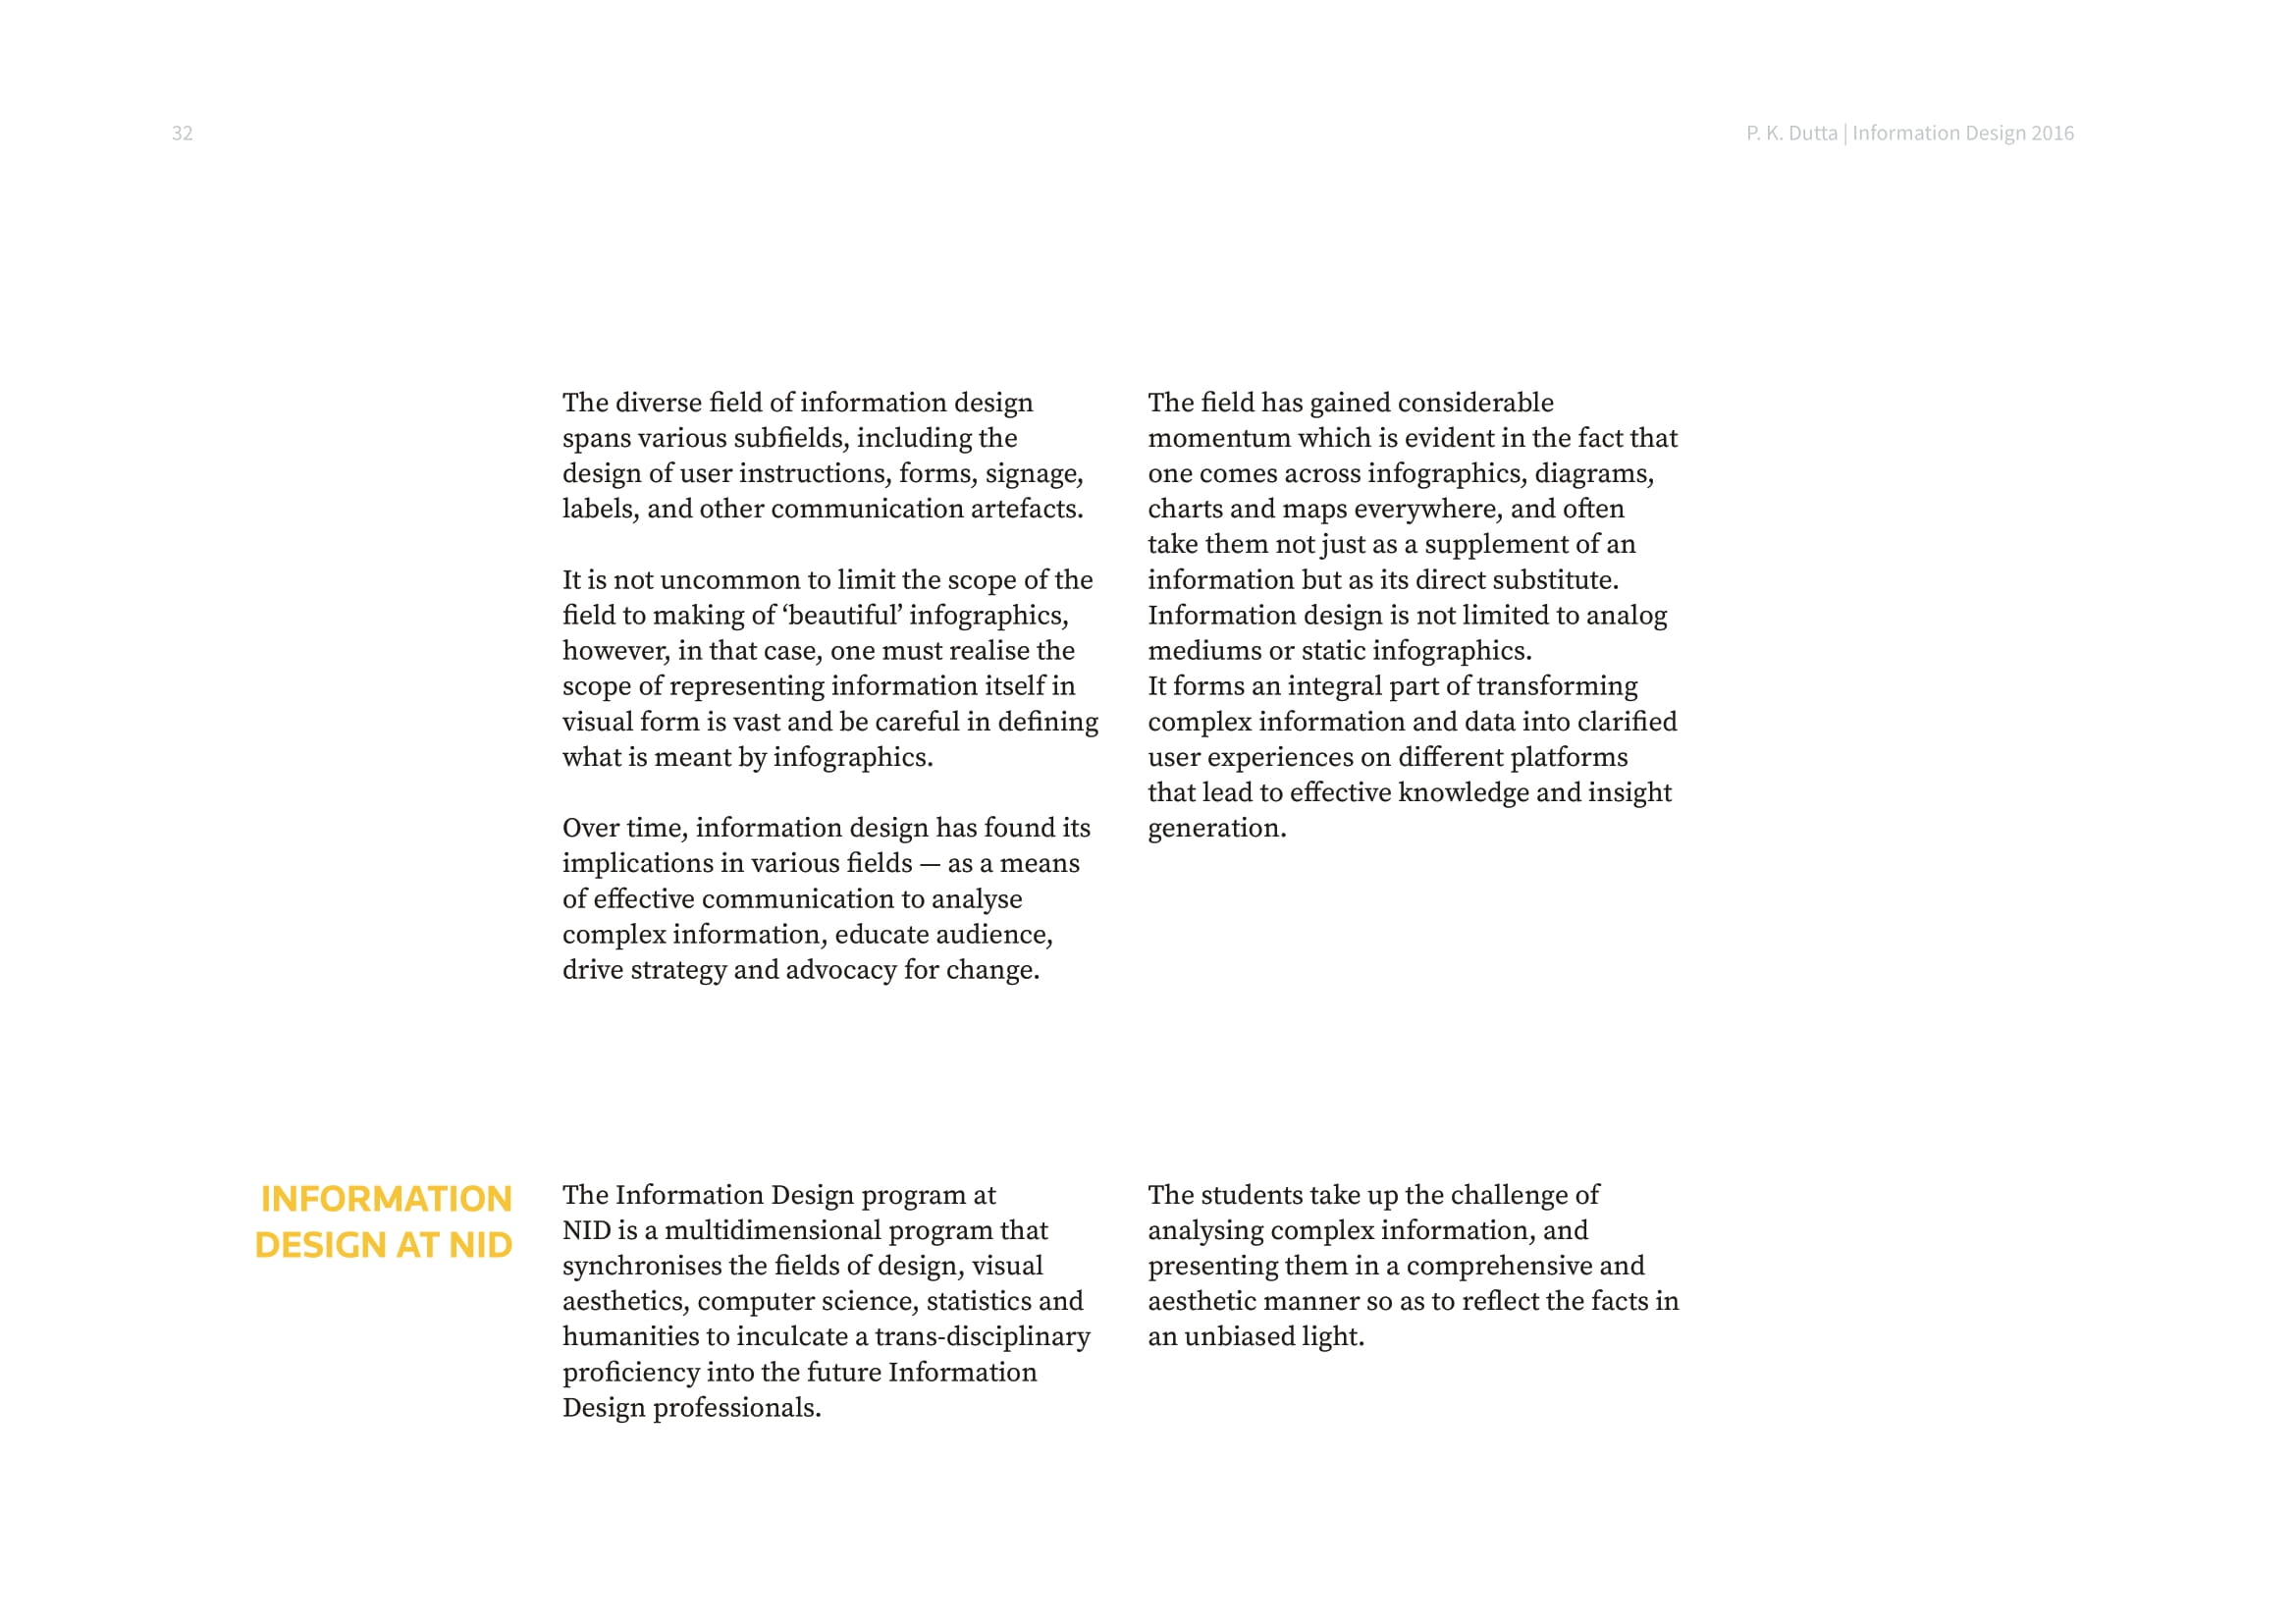 32
P. K. Dutta | Information Design 2016
The diverse field of information design
spans various subfields, including the
design of user instructions, forms, signage,
labels, and other communication artefacts.
It is not uncommon to limit the scope of the
field to making of ‘beautiful’ infographics,
however, in that case, one must realise the
scope of representing information itself in
visual form is vast and be careful in defining
what is meant by infographics.
Over time, information design has found its
implications in various fields — as a means
of effective communication to analyse
complex information, educate audience,
drive strategy and advocacy for change.
The field has gained considerable
momentum which is evident in the fact that
one comes across infographics, diagrams,
charts and maps everywhere, and often
take them not just as a supplement of an
information but as its direct substitute.
Information design is not limited to analog
mediums or static infographics.
It forms an integral part of transforming
complex information and data into clarified
user experiences on different platforms
that lead to effective knowledge and insight
generation.
INFORMATION
DESIGN AT NID
The Information Design program at
NID is a multidimensional program that
synchronises the fields of design, visual
aesthetics, computer science, statistics and
humanities to inculcate a trans-disciplinary
proficiency into the future Information
Design professionals.
The students take up the challenge of
analysing complex information, and
presenting them in a comprehensive and
aesthetic manner so as to reflect the facts in
an unbiased light.